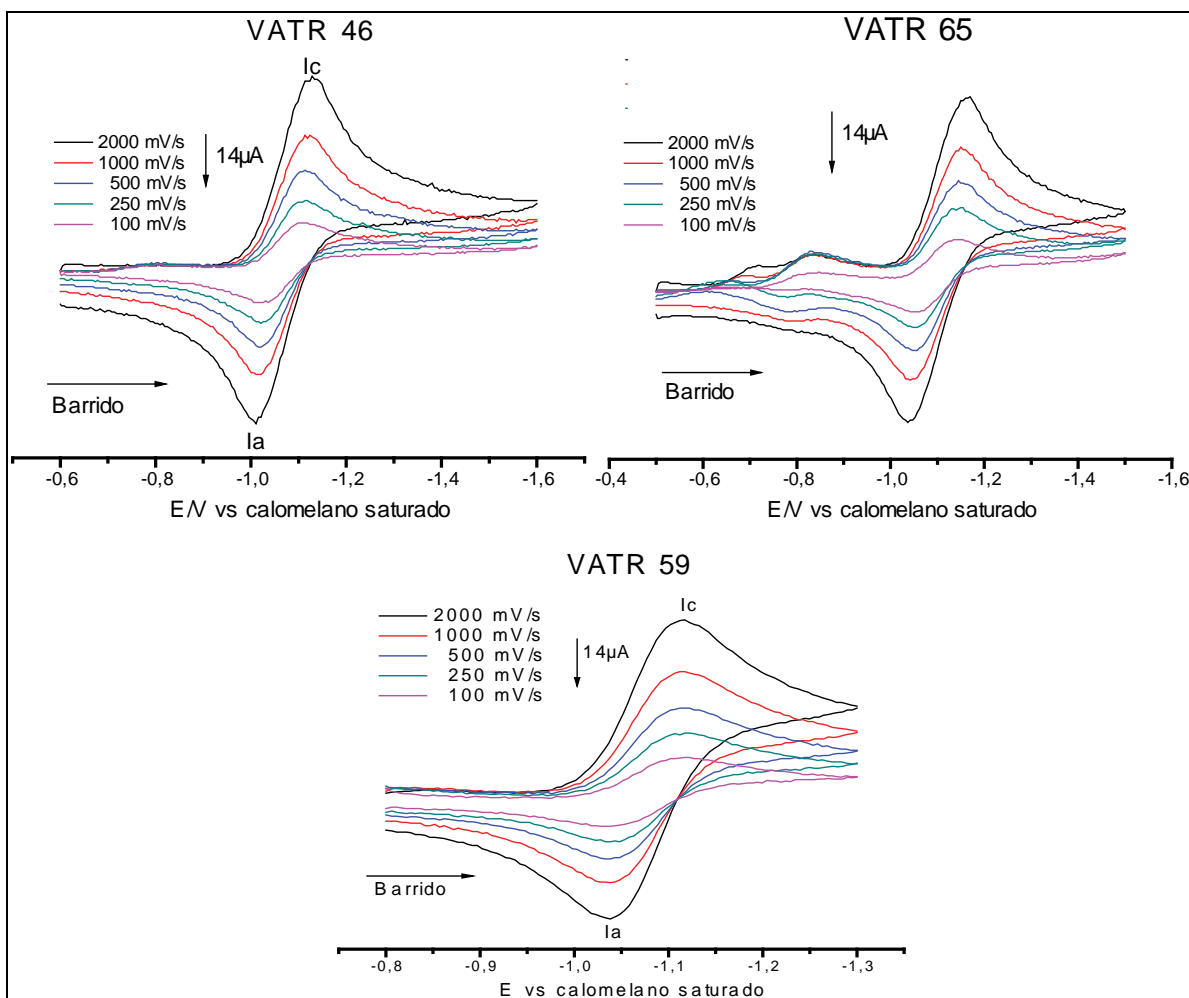 VATR 46
Ic
2000 mV/s
1000 mV/s
500 mV/s
250 mV/s
100 mV/s
14µA
Barrido
Ia
-0,6 -0,8 -1,0 -1,2 -1,4 -1,6
E/V vs calomelano saturado
VATR 65
2000 mV/s
1000 mV/s
500 mV/s
250 mV/s
100 mV/s
14µA
Barrido
-0,4 -0,6 -0,8 -1,0 -1,2 -1,4 -1,6
E/V vs calomelano saturado
VATR 59
Ic
2000 mV/s
1000 mV/s
500 mV/s
250 mV/s
100 mV/s
14µA
Barrido
Ia
-0,8 -0,9 -1,0 -1,1 -1,2 -1,3
E vs calomelano saturado